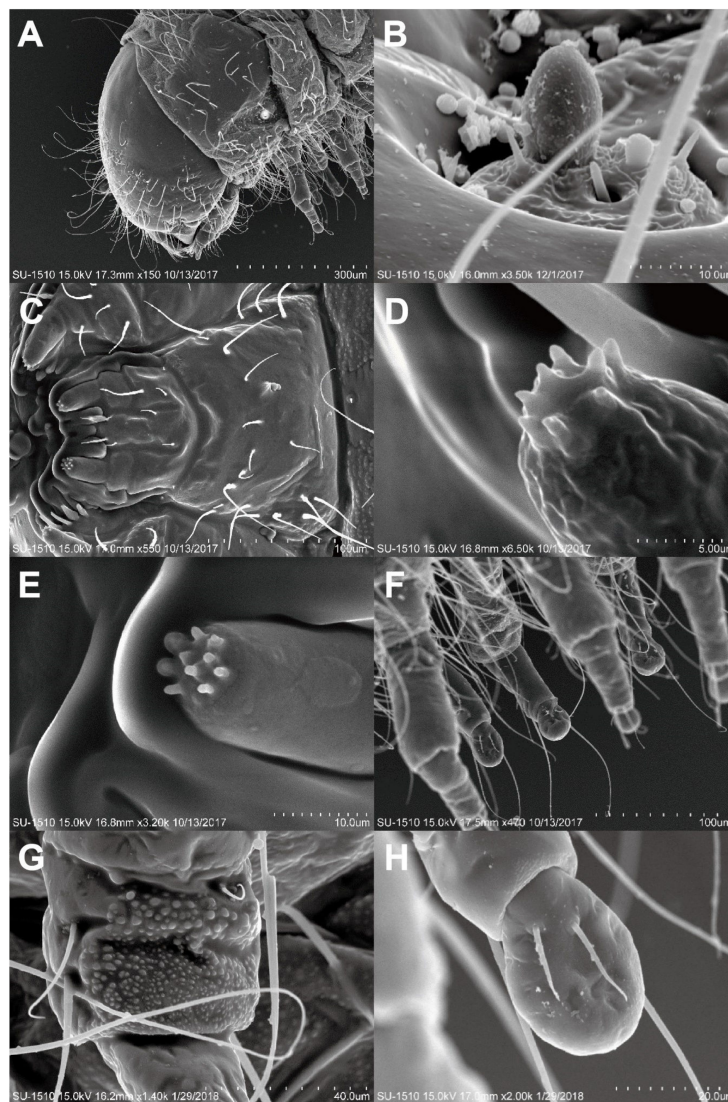 A
SU-1510 15.0kV 17.3mm x150 10/13/2017 300um
B
SU-1510 15.0kV 16.0mm x3.50k 12/1/2017 10.0um
C
SU-1510 15.0kV 17.0mm x550 10/13/2017 100um
D
SU-1510 15.0kV 16.8mm x6.50k 10/13/2017 5.00um
E
SU-1510 15.0kV 16.8mm x3.20k 10/13/2017 10.0um
F
SU-1510 15.0kV 17.5mm x470 10/13/2017 100um
G
SU-1510 15.0kV 16.2mm x1.40k 1/29/2018 40.0um
H
SU-1510 15.0kV 17.6mm x2.00k 1/29/2018 20.0um